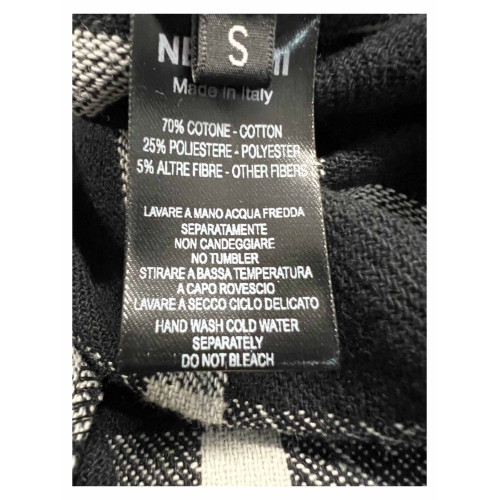 S
Made in Italy
70% COTONE - COTTON
25% POLIESTERE - POLYESTER
5% ALTRE FIBRE - OTHER FIBERS
LAVARE A MANO ACQUA FREDDA
SEPARATAMENTE
NON CANDEGGIARE
NO TUMBLER
STIRARE A BASSA TEMPERATURA
A CAPO ROVESCIO
LAVARE A SECCO CICLO DELICATO
HAND WASH COLD WATER
SEPARELY
DO NOT BLEACH